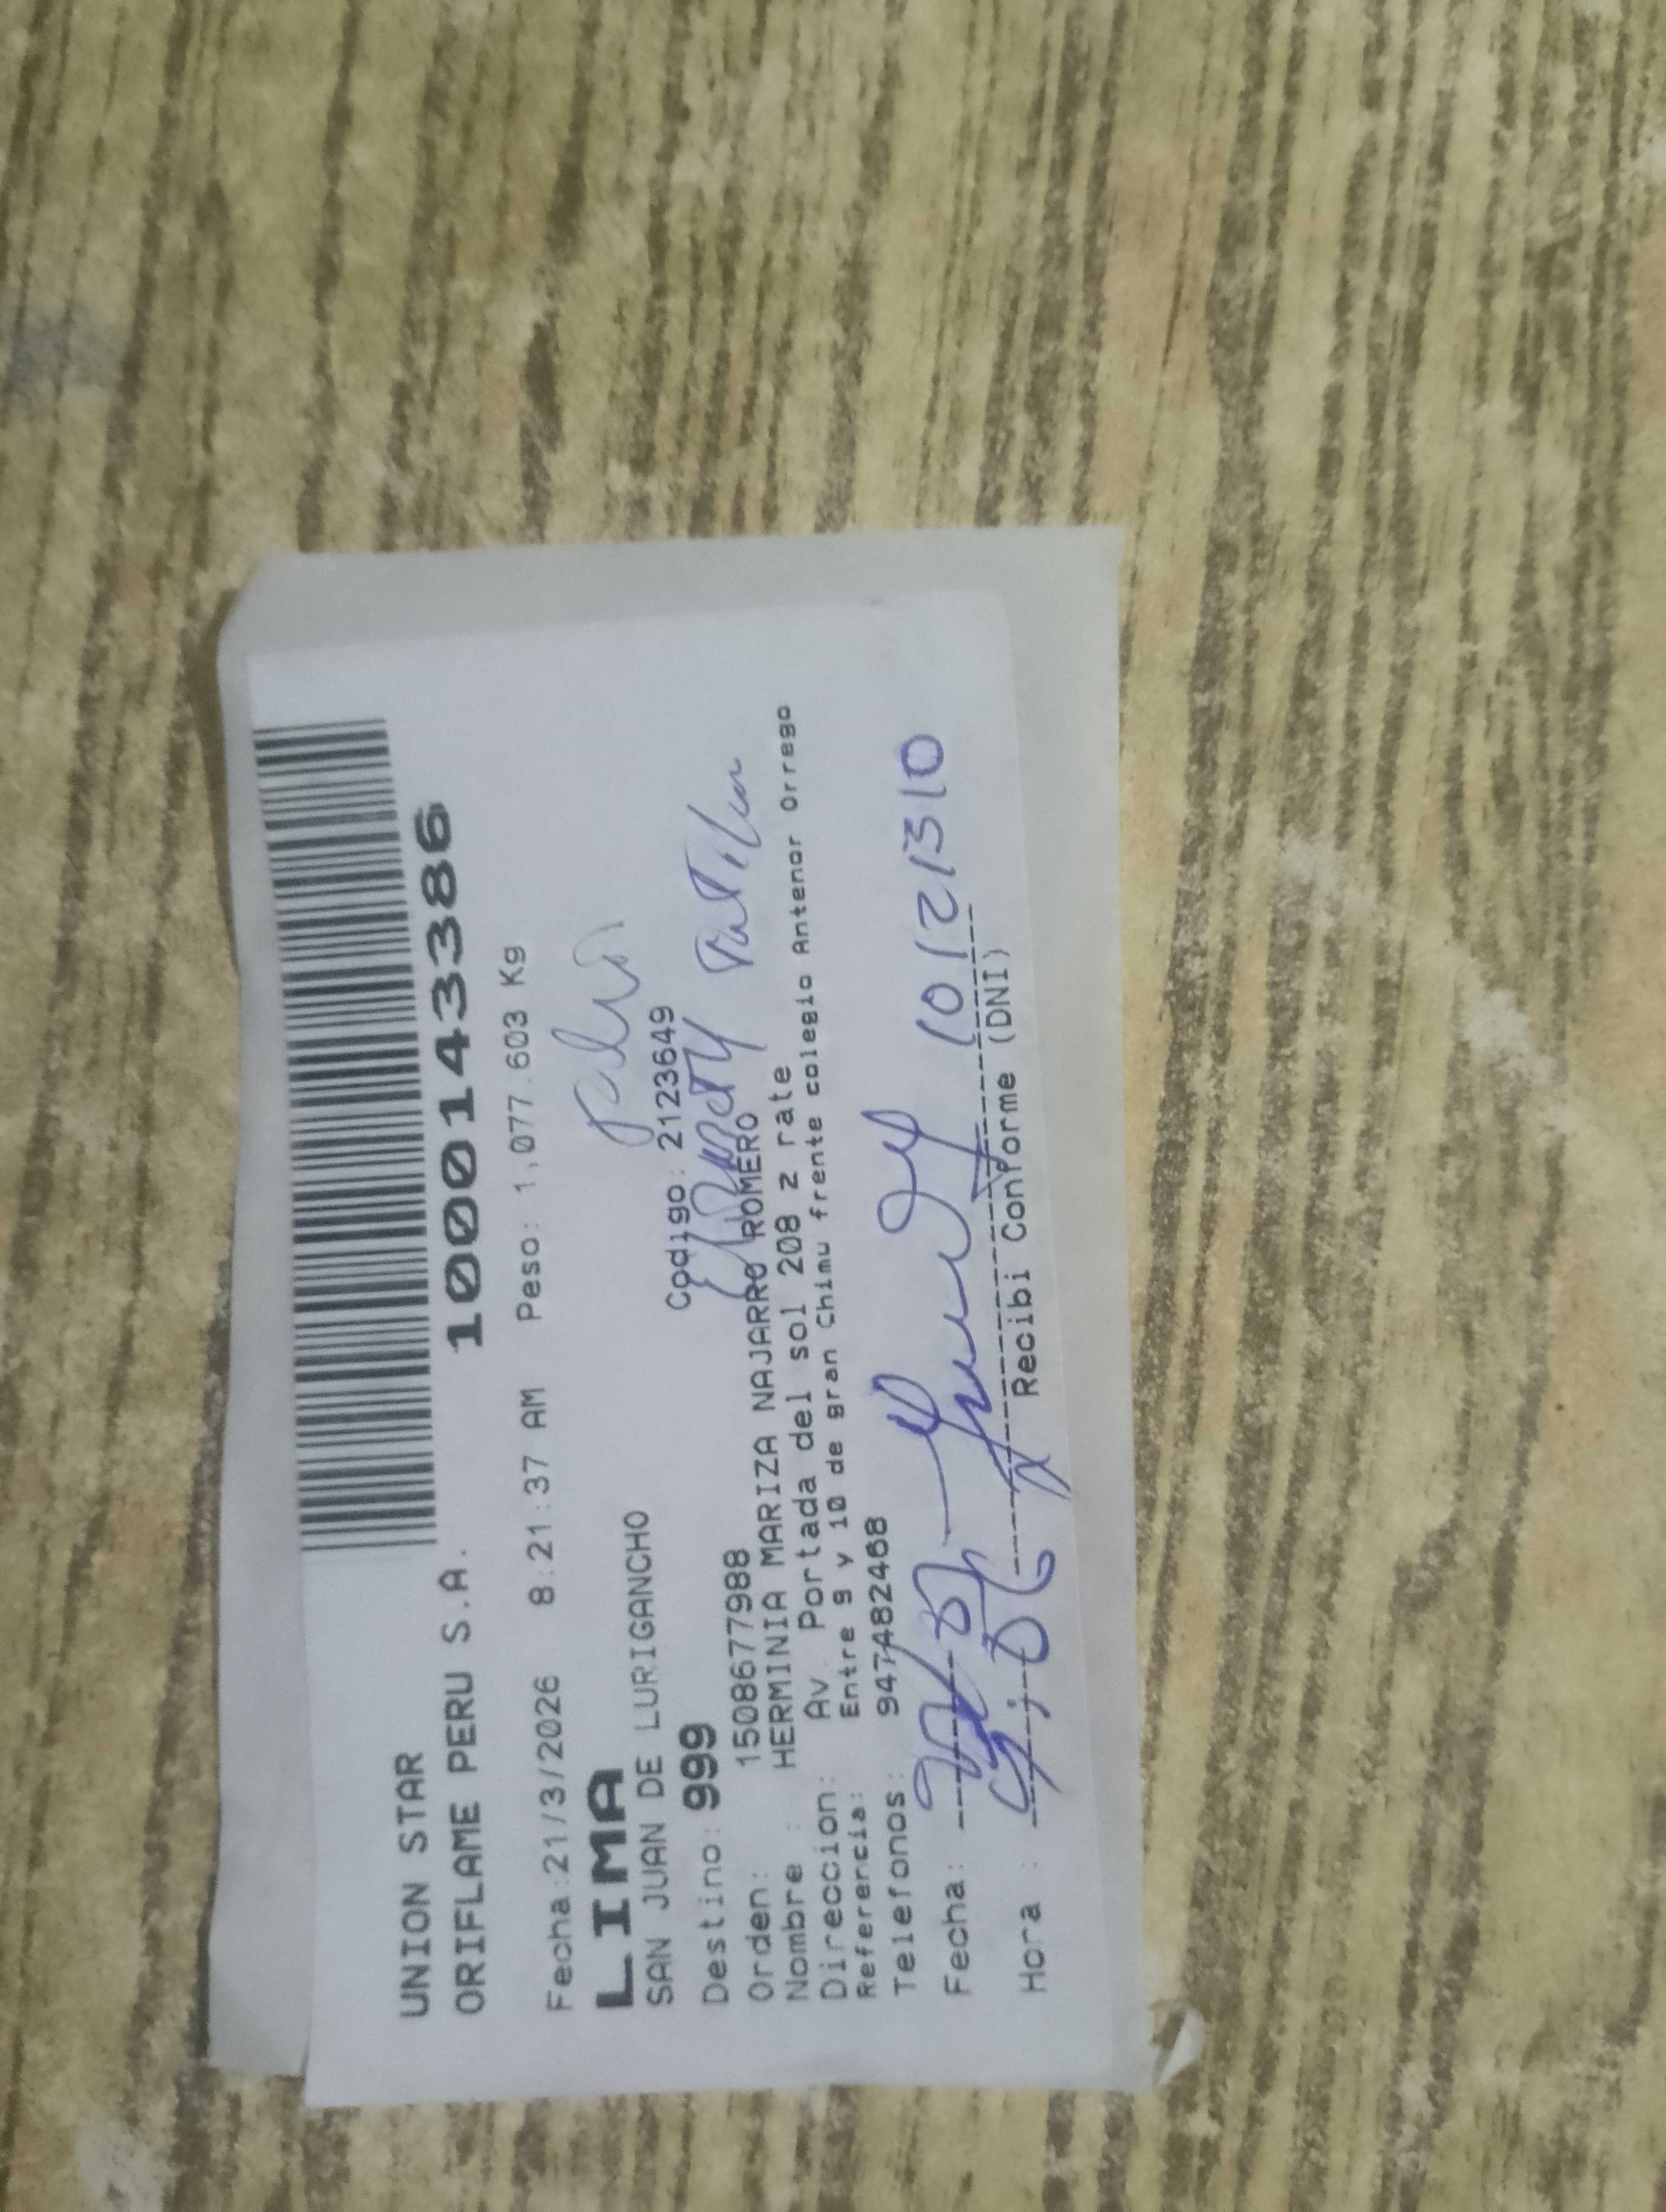 UNION STAR
ORIFLAME PERU S.A.
1000143386
Fecha:21/3/2026 8:21:37 AM Peso: 1,077.603 Kg
LIMA
SAN JUAN DE LURIGANCHO
Destino: 999 Codigo: 2123649
Orden: 1508677988
Nombre : HERMINIA MARIZA NAJARRO ROMERO
Direccion: Av. Portada del sol 208 z rate
Referencia: Entre 9 y 10 de gran Chimu frente colegio Antenor Orrego
Telefonos: 947482468
Fecha:
10121310
Hora :
Recibi Conforme (DNI)